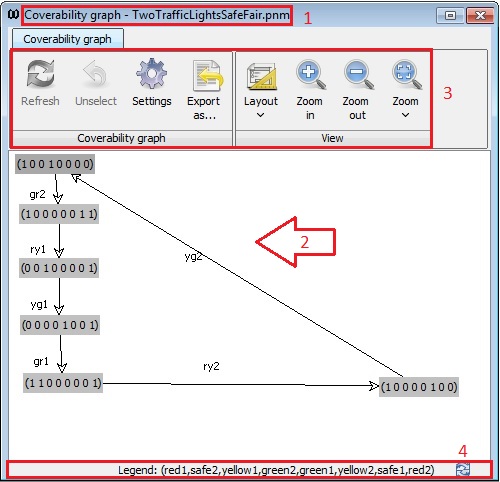 Coverability graph - TwoTrafficLightsSafeFair.pnm
1
Coverability graph
Refresh
Unselect
Settings
Export as...
Layout
Zoom in
Zoom out
Zoom
3
Coverability graph
View
(1 0 0 1 0 0 0 0)
gr2
(1 0 0 0 0 0 1 1)
2
ry1
yg2
(0 0 1 0 0 0 0 1)
yg1
(0 0 0 0 1 0 0 1)
gr1
ry2
(1 1 0 0 0 0 0 1)
(1 0 0 0 0 1 0 0)
4
Legend: (red1,safe2,yellow1,green2,green1,yellow2,safe1,red2)